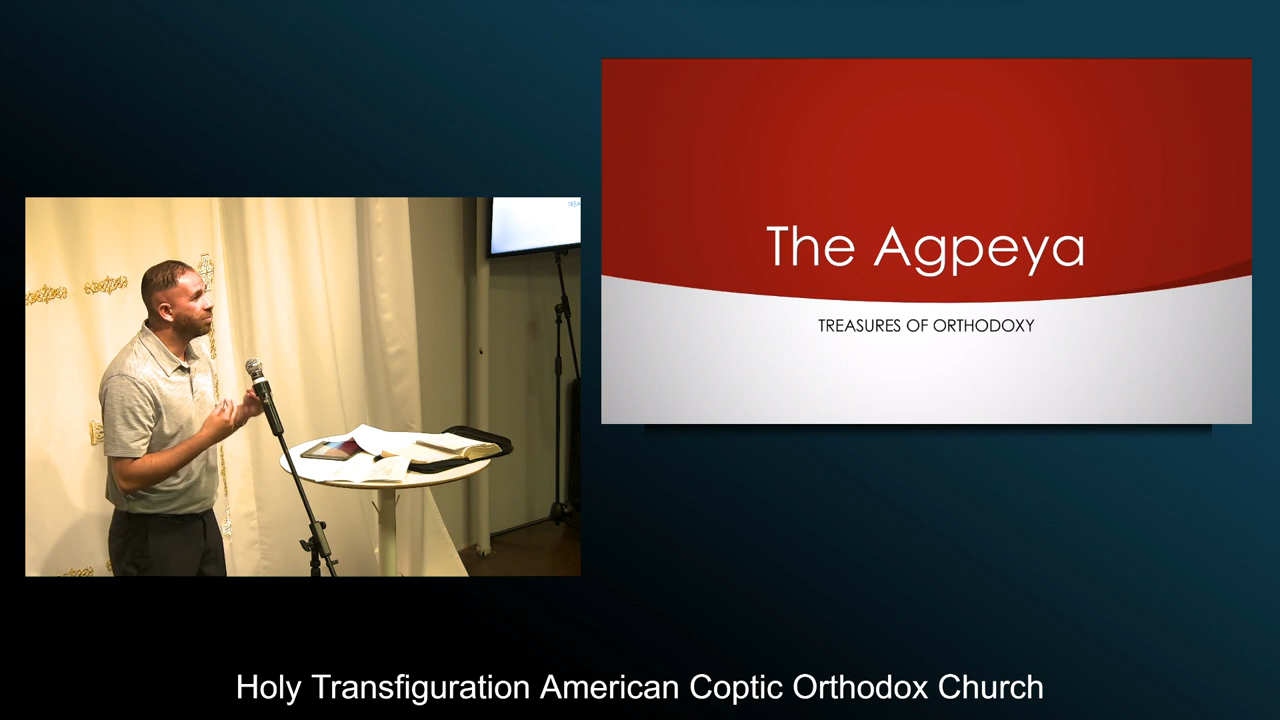 The Agpeya
TREASURES OF ORTHODOXY
Holy Transfiguration American Coptic Orthodox Church